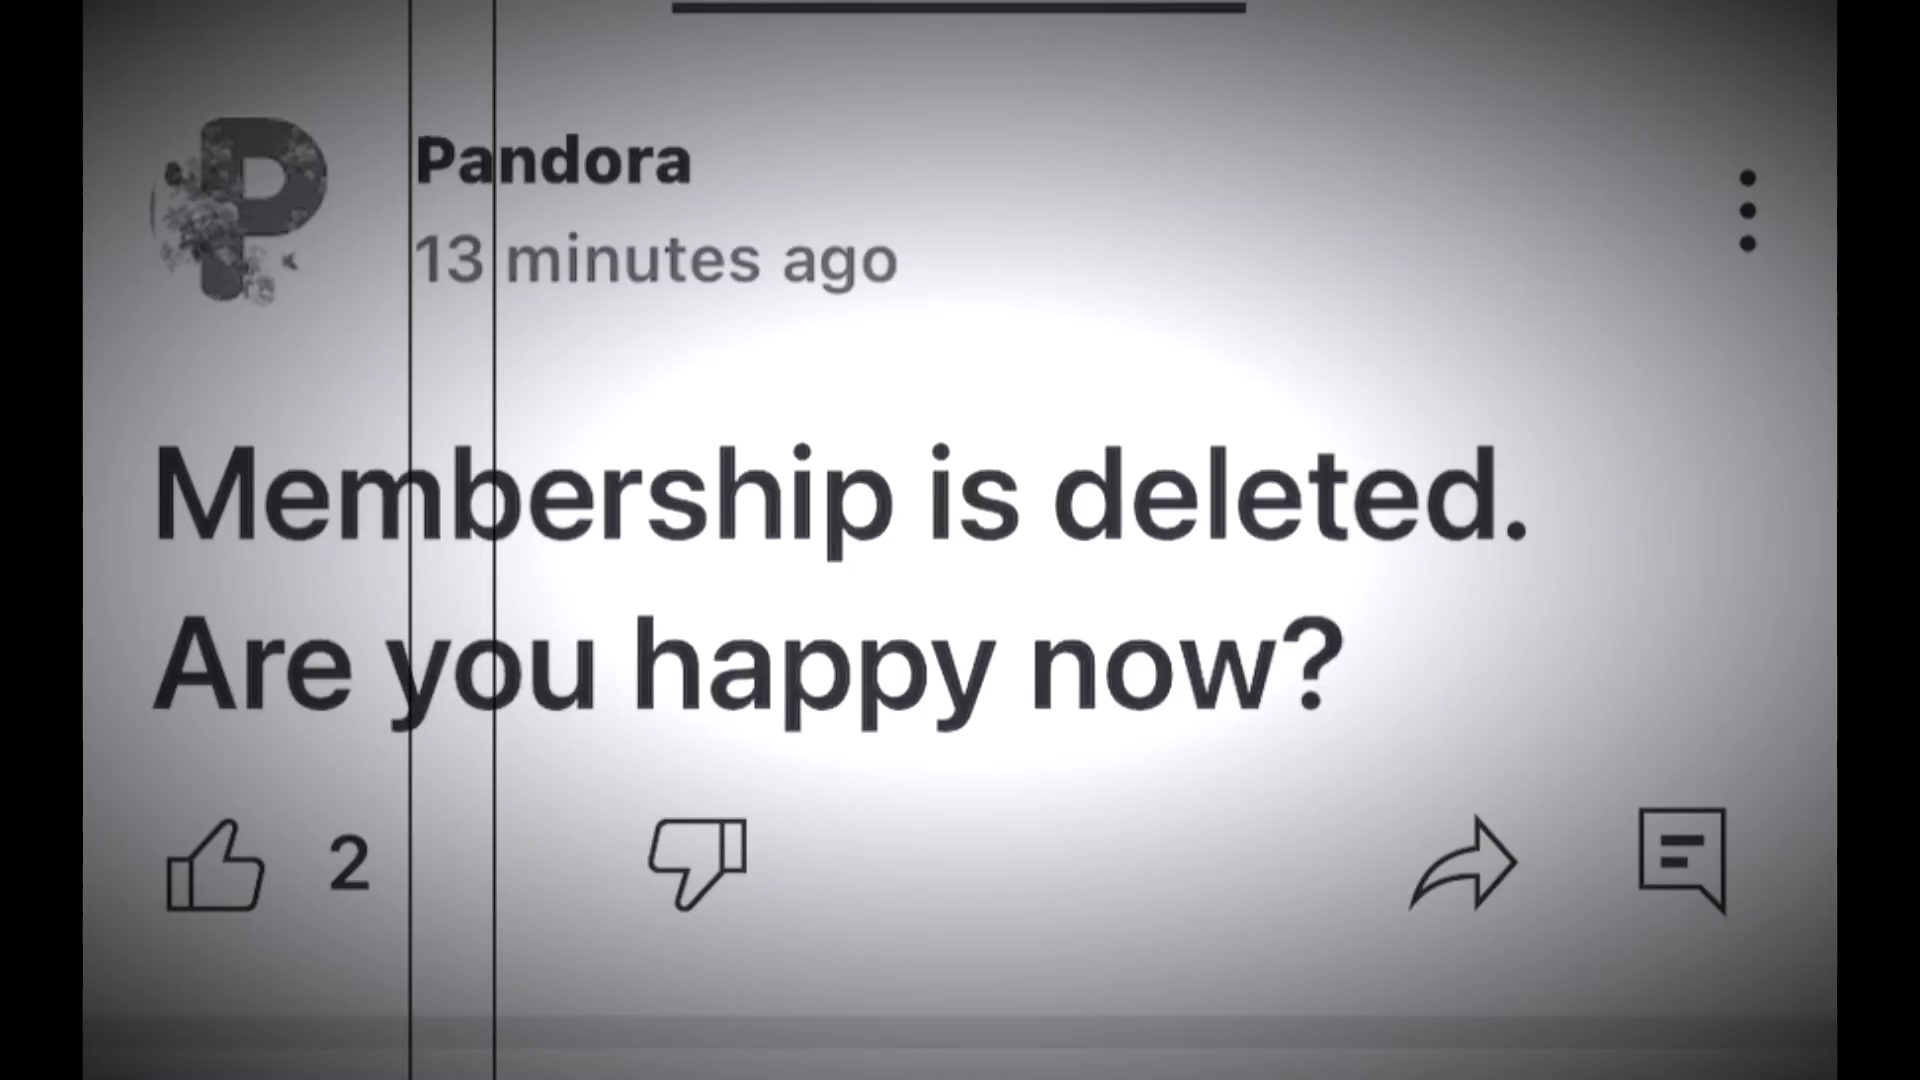 Pandora
13 minutes ago
Membership is deleted.
Are you happy now?
2